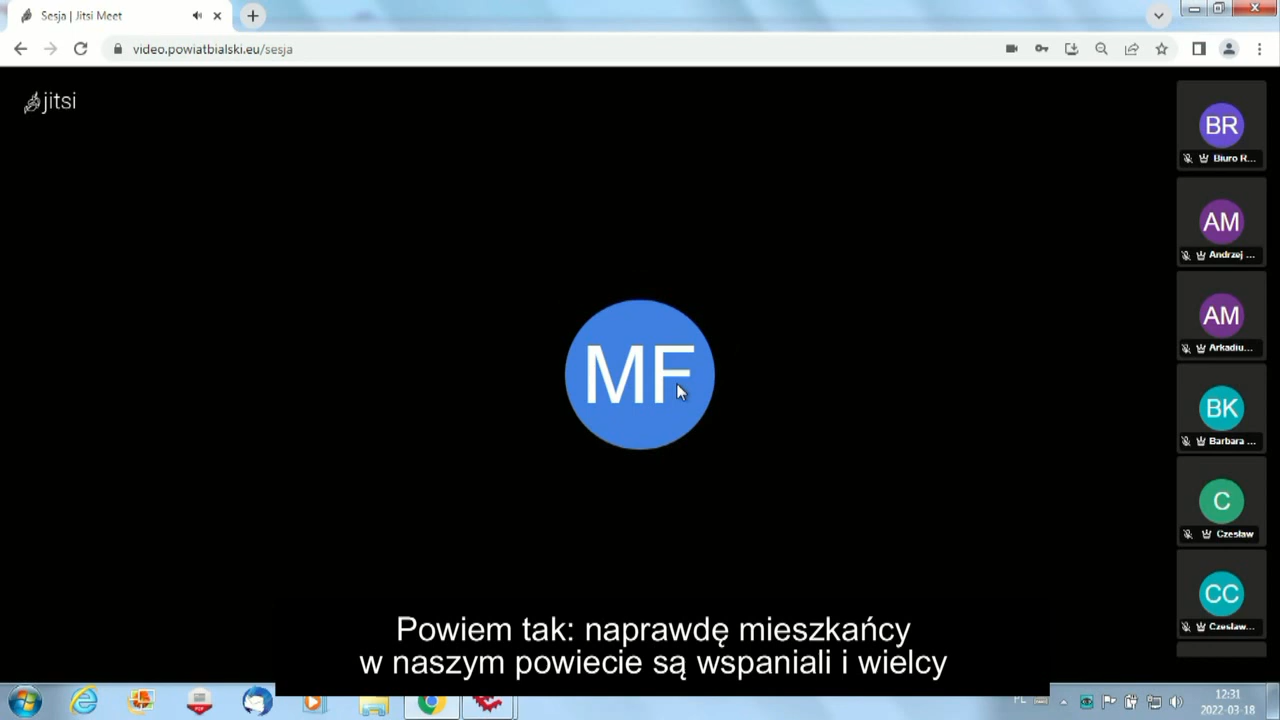 Sesja | Jitsi Meet
video.powiatbialski.eu/sesja
jitsi
BR
Biuro R...
AM
Andrzej ...
AM
Arkadiu...
BK
Barbara ...
C
Czesław
CC
Czesław...
MF
Powiem tak: naprawdę mieszkańcy
w naszym powiecie są wspaniali i wielcy
PL
12:31
2022-03-18